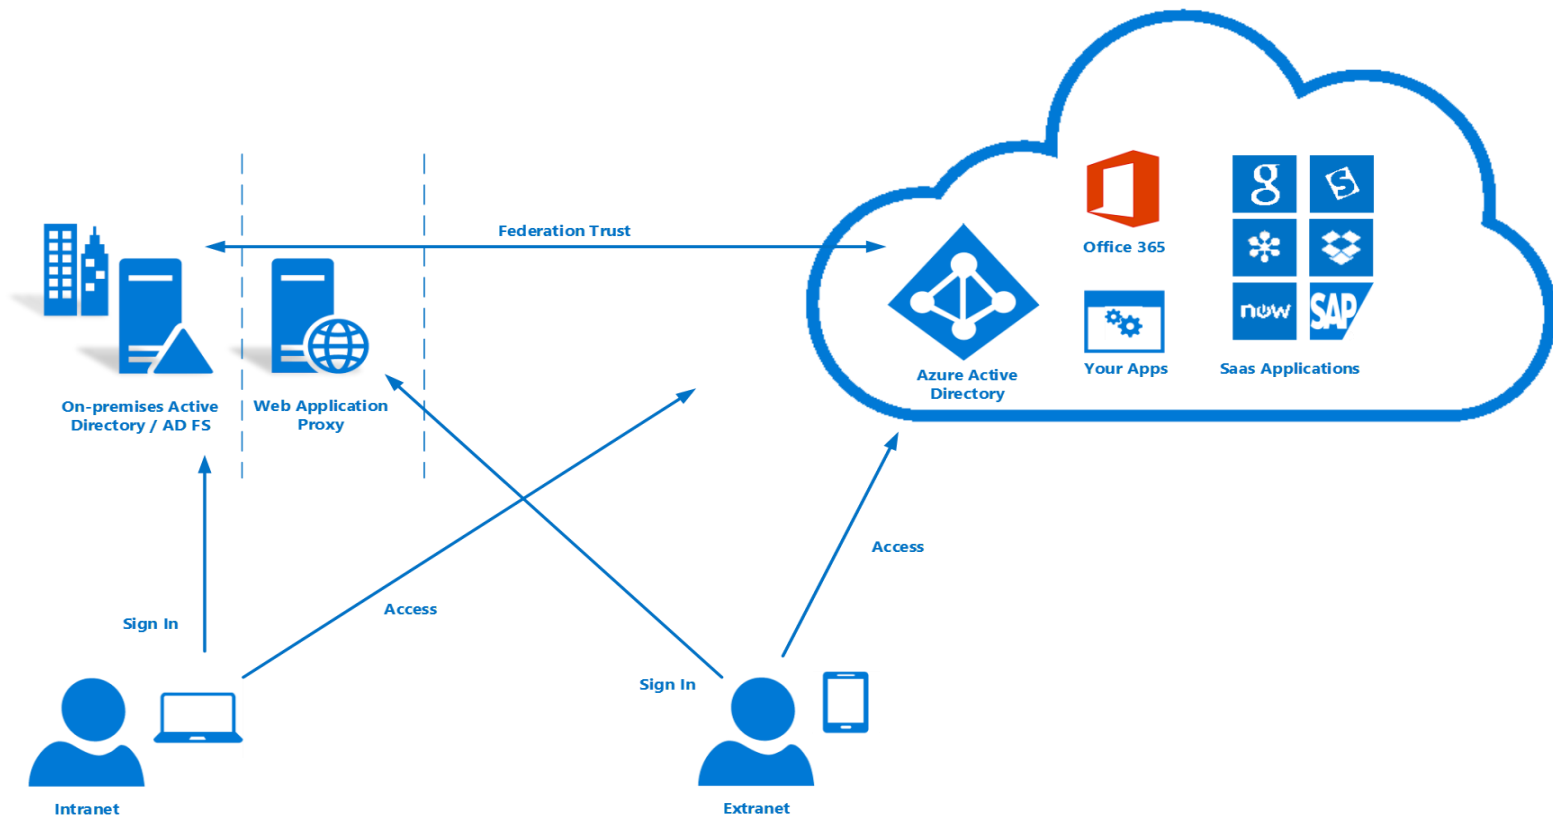 Federation Trust
Office 365
g
S
now
SAP
Your Apps
Saas Applications
Azure Active
Directory
On-premises Active
Directory / AD FS
Web Application
Proxy
Access
Access
Sign In
Sign In
Intranet
Extranet